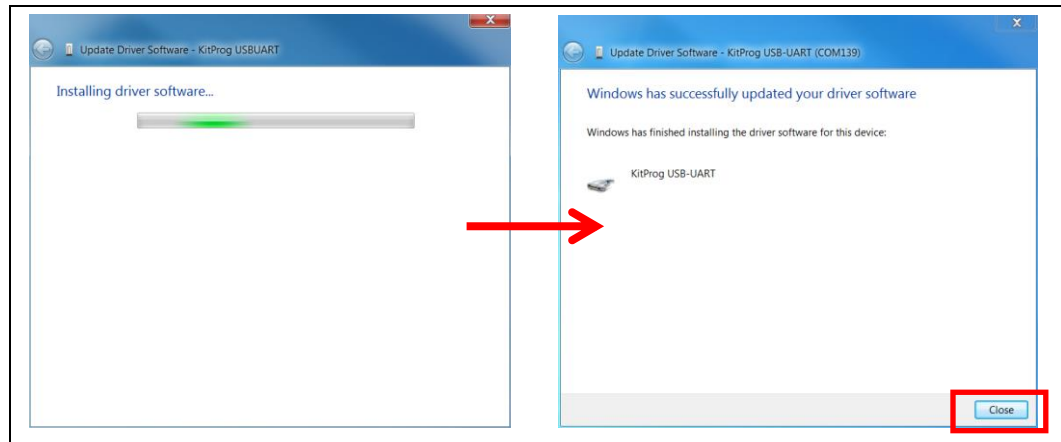 Update Driver Software - KitProg USBUART
Installing driver software...
Update Driver Software - KitProg USB-UART (COM139)
Windows has successfully updated your driver software
Windows has finished installing the driver software for this device:
KitProg USB-UART
Close